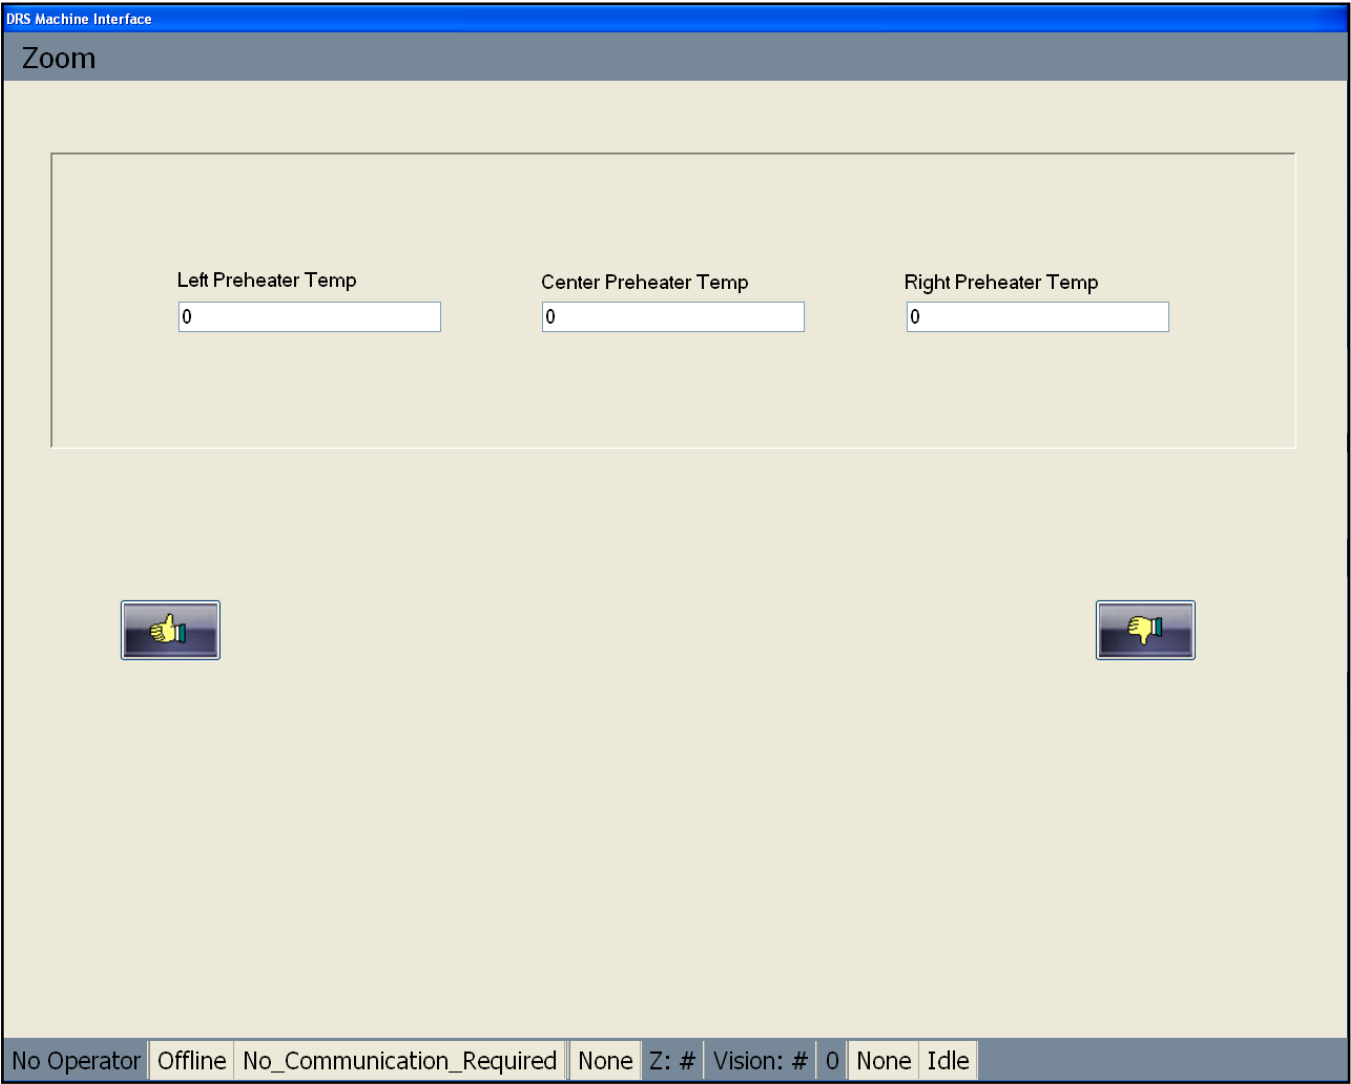 DRS Machine Interface
Zoom
Left Preheater Temp Center Preheater Temp Right Preheater Temp
0 0 0
No Operator Offline No_Communication_Required None Z: # Vision: # 0 None Idle